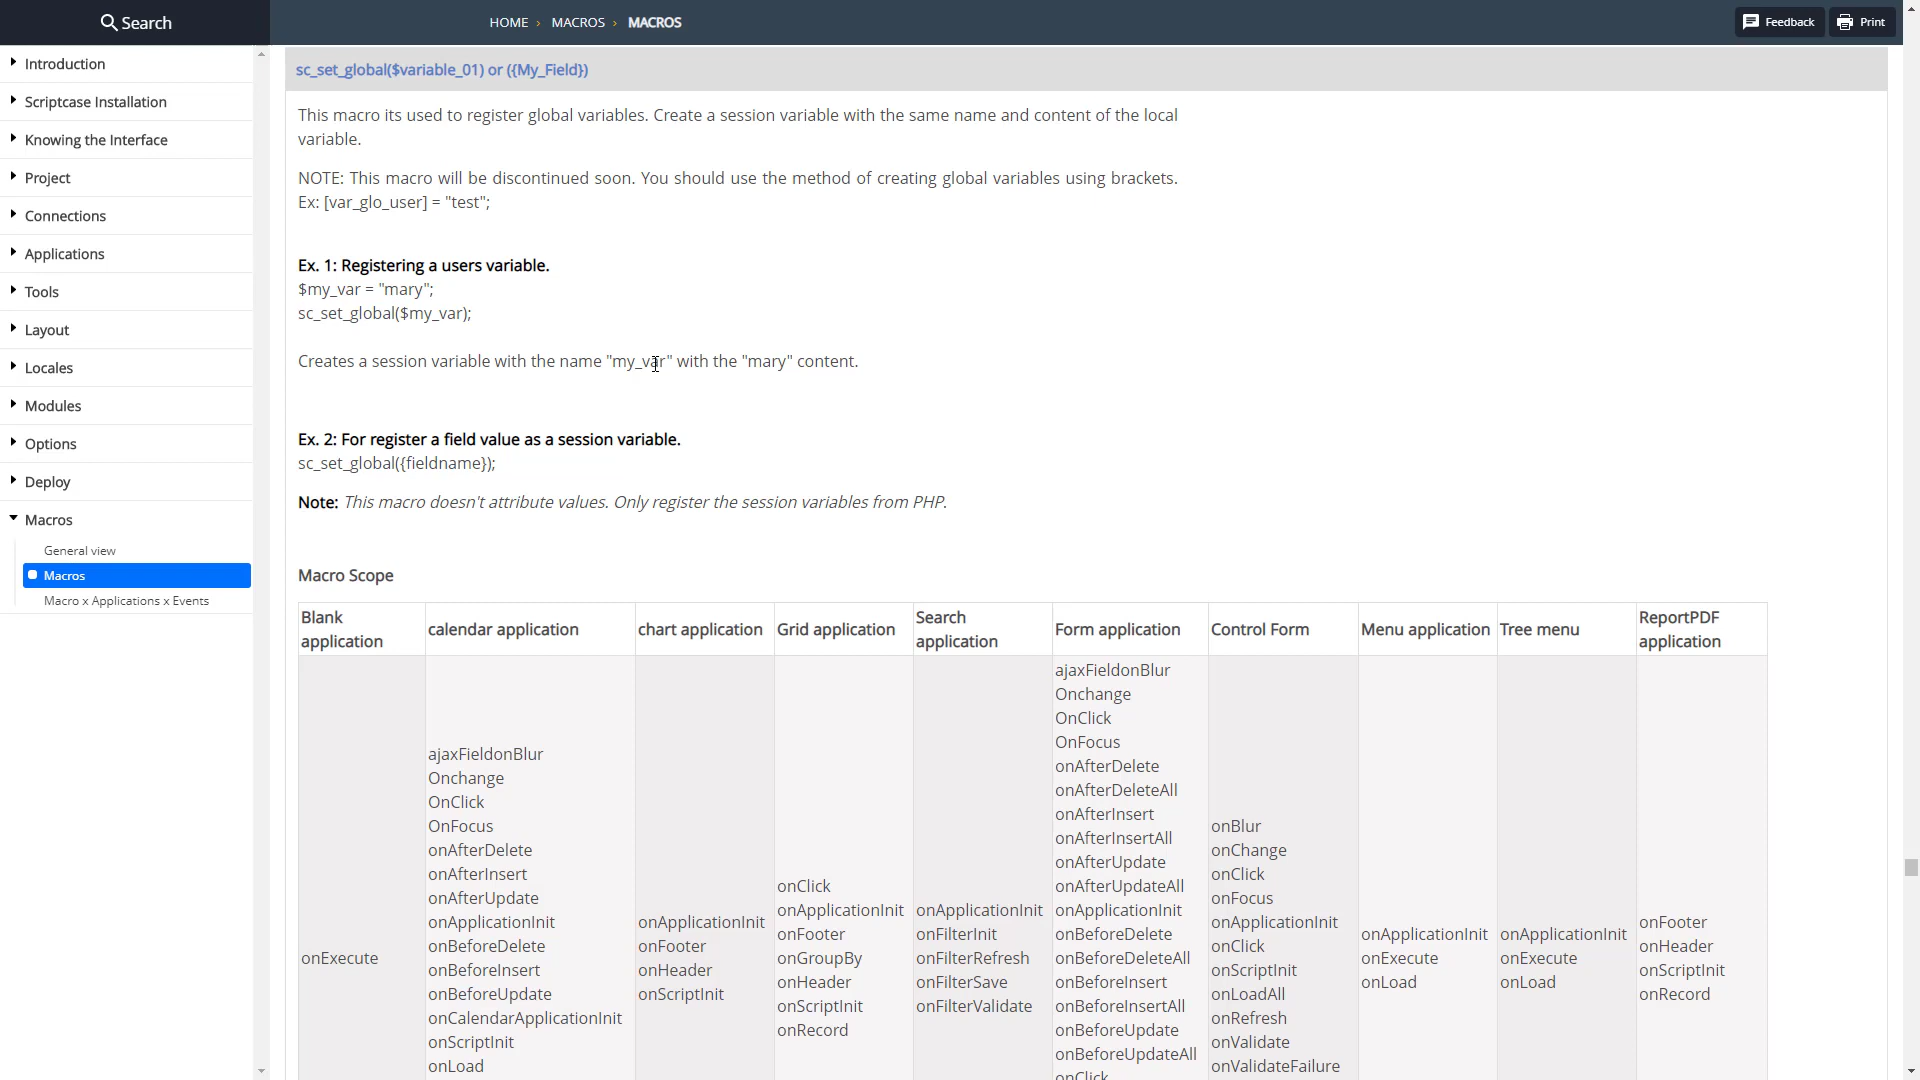 Search
HOME › MACROS › MACROS
Feedback
Print
Introduction
Scriptcase Installation
Knowing the Interface
Project
Connections
Applications
Tools
Layout
Locales
Modules
Options
Deploy
Macros
General view
Macros
Macro x Applications x Events
sc_set_global($variable_01) or ({My_Field})
This macro its used to register global variables. Create a session variable with the same name and content of the local
variable.
NOTE: This macro will be discontinued soon. You should use the method of creating global variables using brackets.
Ex: [var_glo_user] = "test";
Ex. 1: Registering a users variable.
$my_var = "mary";
sc_set_global($my_var);
Creates a session variable with the name "my_var" with the "mary" content.
Ex. 2: For register a field value as a session variable.
sc_set_global({fieldname});
Note: This macro doesn't attribute values. Only register the session variables from PHP.
Macro Scope
Blank
application
calendar application
chart application
Grid application
Search
application
Form application
Control Form
Menu application
Tree menu
ReportPDF
application
onExecute
ajaxFieldonBlur
Onchange
OnClick
OnFocus
onAfterDelete
onAfterInsert
onAfterUpdate
onApplicationInit
onBeforeDelete
onBeforeInsert
onBeforeUpdate
onCalendarApplicationInit
onScriptInit
onLoad
onApplicationInit
onFooter
onHeader
onScriptInit
onClick
onApplicationInit
onFooter
onGroupBy
onHeader
onScriptInit
onRecord
onApplicationInit
onFilterInit
onFilterRefresh
onFilterSave
onFilterValidate
ajaxFieldonBlur
Onchange
OnClick
OnFocus
onAfterDelete
onAfterDeleteAll
onAfterInsert
onAfterInsertAll
onAfterUpdate
onAfterUpdateAll
onApplicationInit
onBeforeDelete
onBeforeDeleteAll
onBeforeInsert
onBeforeInsertAll
onBeforeUpdate
onBeforeUpdateAll
onClick
onBlur
onChange
onClick
onFocus
onApplicationInit
onClick
onScriptInit
onLoadAll
onRefresh
onValidate
onValidateFailure
onApplicationInit
onExecute
onLoad
onApplicationInit
onExecute
onLoad
onFooter
onHeader
onScriptInit
onRecord